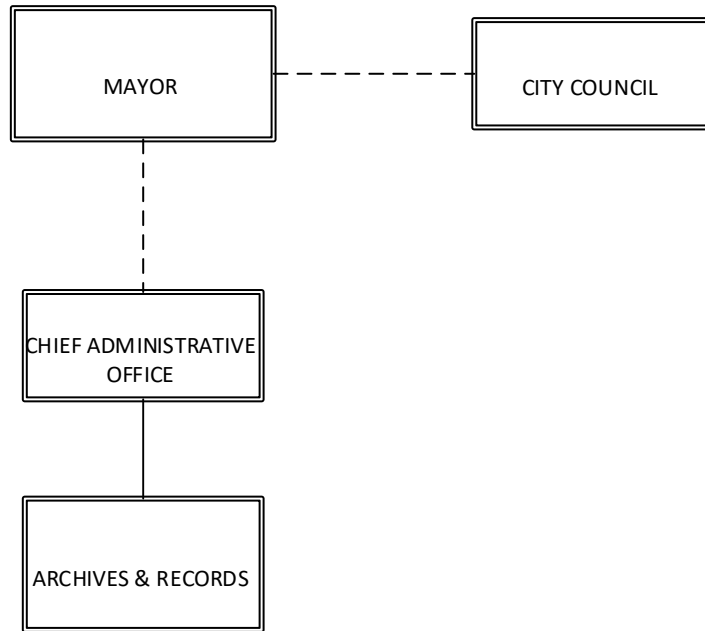 MAYOR
CITY COUNCIL
CHIEF ADMINISTRATIVE
OFFICE
ARCHIVES & RECORDS